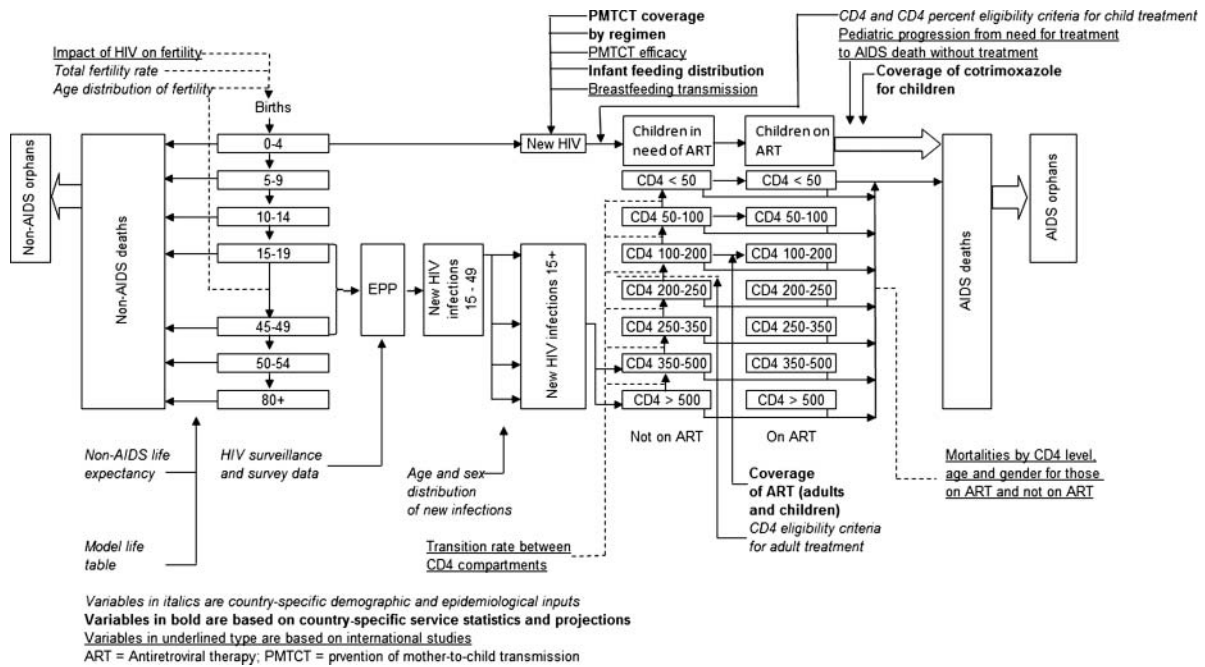 Impact of HIV on fertility
Total fertility rate
Age distribution of fertility
Births
PMTCT coverage
by regimen
PMTCT efficacy
Infant feeding distribution
Breastfeeding transmission
CD4 and CD4 percent eligibility criteria for child treatment
Pediatric progression from need for treatment
to AIDS death without treatment
Coverage of cotrimoxazole
for children
Non-AIDS orphans
Non-AIDS deaths
0-4
5-9
10-14
15-19
45-49
50-54
80+
EPP
New HIV
infections
15 - 49
New HIV infections 15+
New HIV
Children in
need of ART
Children on
ART
CD4 < 50
CD4 < 50
CD4 50-100
CD4 50-100
CD4 100-200
CD4 100-200
CD4 200-250
CD4 200-250
CD4 250-350
CD4 250-350
CD4 350-500
CD4 350-500
CD4 > 500
CD4 > 500
Not on ART
On ART
AIDS deaths
AIDS orphans
Non-AIDS life
expectancy
HIV surveillance
and survey data
Age and sex
distribution
of new infections
Coverage
of ART (adults
and children)
CD4 eligibility criteria
for adult treatment
Mortalities by CD4 level,
age and gender for those
on ART and not on ART
Model life
table
Transition rate between
CD4 compartments
Variables in italics are country-specific demographic and epidemiological inputs
Variables in bold are based on country-specific service statistics and projections
Variables in underlined type are based on international studies
ART = Antiretroviral therapy; PMTCT = prvention of mother-to-child transmission